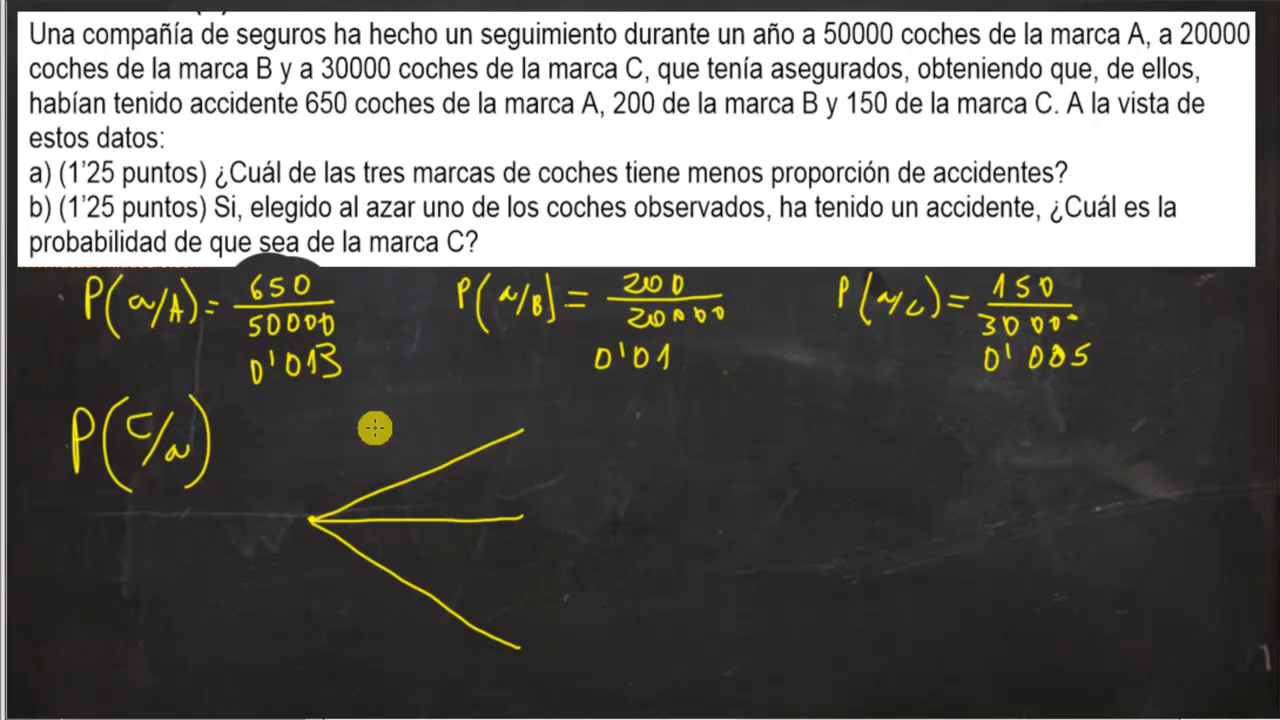 Una compañía de seguros ha hecho un seguimiento durante un año a 50000 coches de la marca A, a 20000
coches de la marca B y a 30000 coches de la marca C, que tenía asegurados, obteniendo que, de ellos,
habían tenido accidente 650 coches de la marca A, 200 de la marca B y 150 de la marca C. A la vista de
estos datos:
a) (1'25 puntos) ¿Cuál de las tres marcas de coches tiene menos proporción de accidentes?
b) (1'25 puntos) Si, elegido al azar uno de los coches observados, ha tenido un accidente, ¿Cuál es la
probabilidad de que sea de la marca C?
P(a/A) = 650/50000 P(a/B) = 200/20000 P(a/C) = 150/30000
0'013 0'01 0'005
P(C/a)